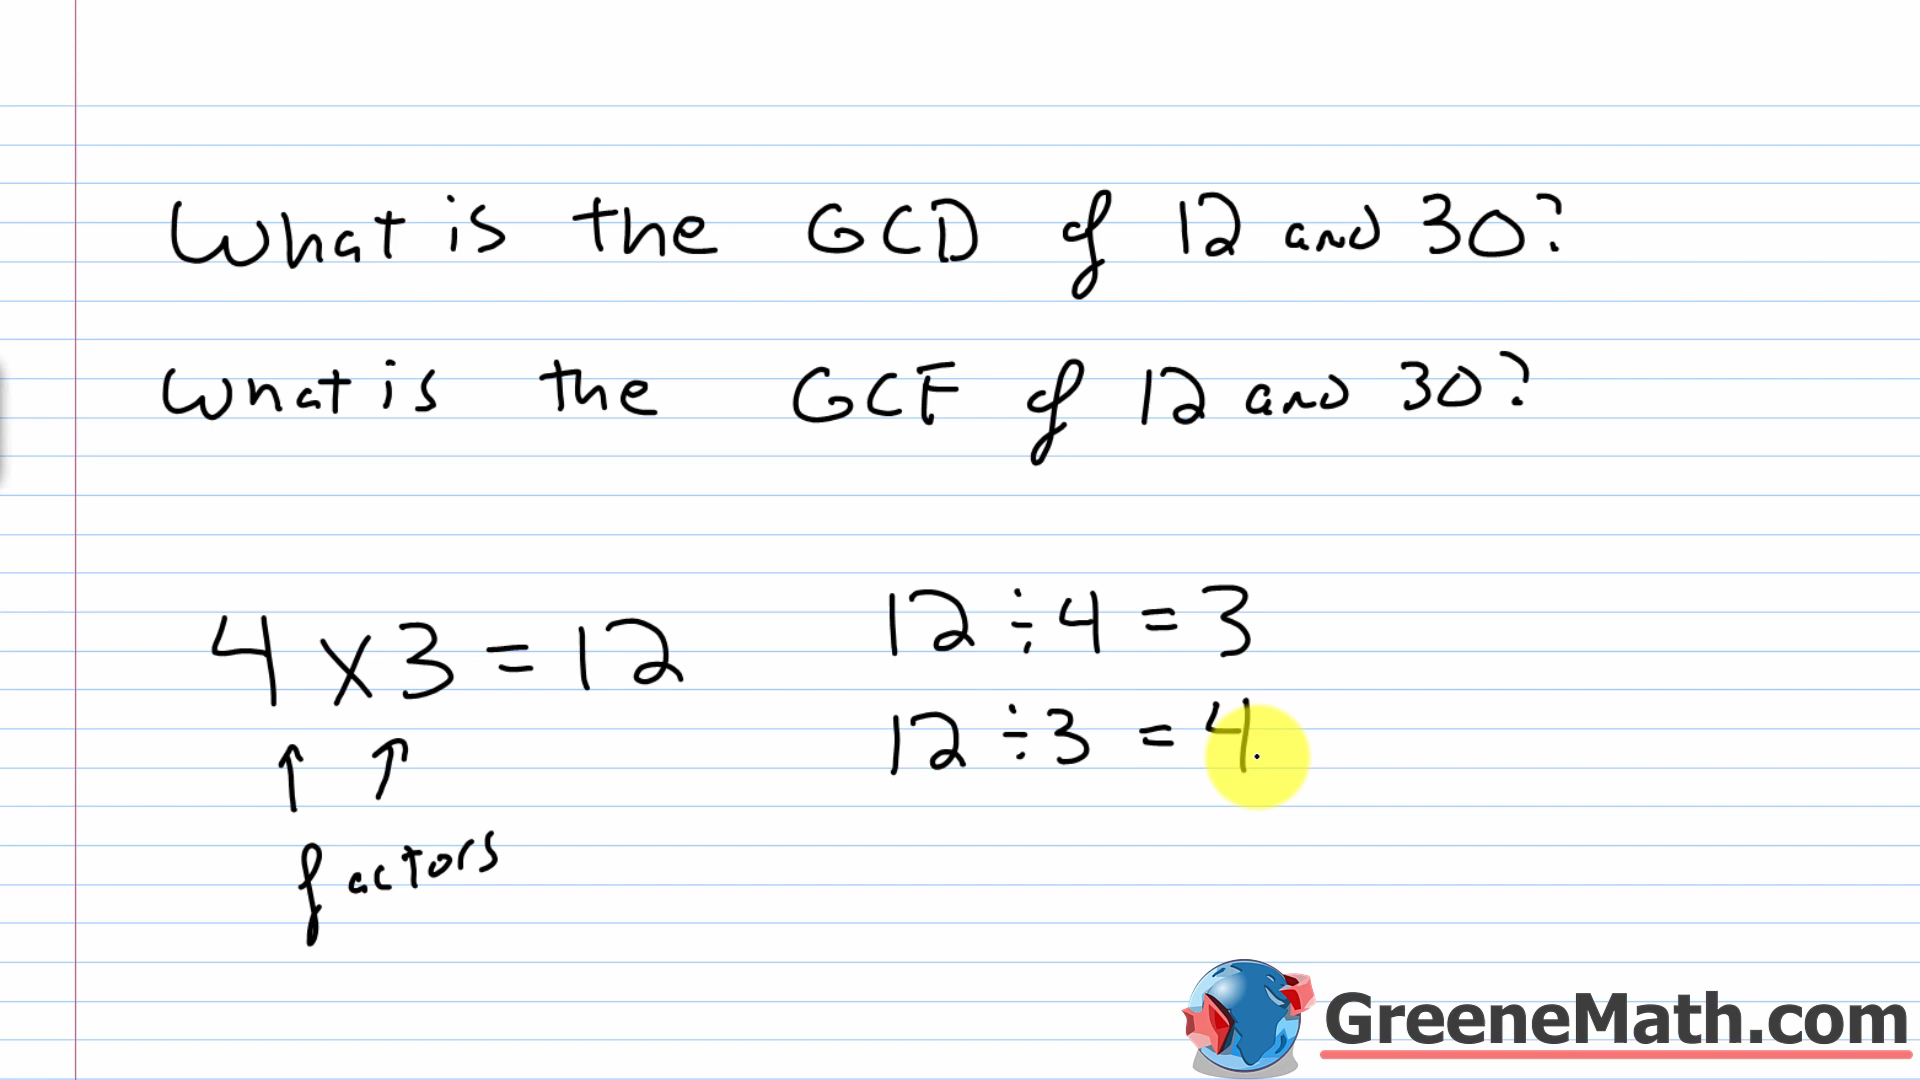 What is the GCD of 12 and 30?
What is the GCF of 12 and 30?
4 x 3 = 12
factors
12 ÷ 4 = 3
12 ÷ 3 = 4
GreeneMath.com